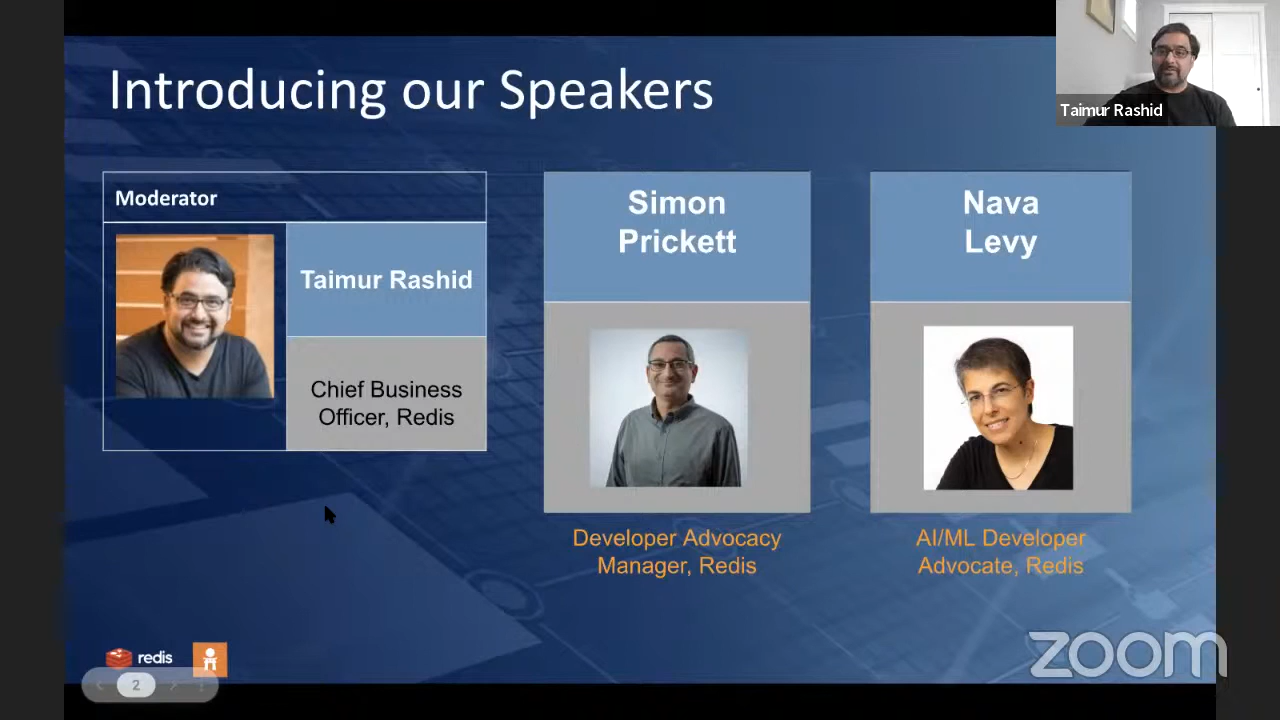 Introducing our Speakers
Taimur Rashid
Moderator
Taimur Rashid
Chief Business
Officer, Redis
Simon
Prickett
Developer Advocacy
Manager, Redis
Nava
Levy
AI/ML Developer
Advocate, Redis
redis
2
zoom